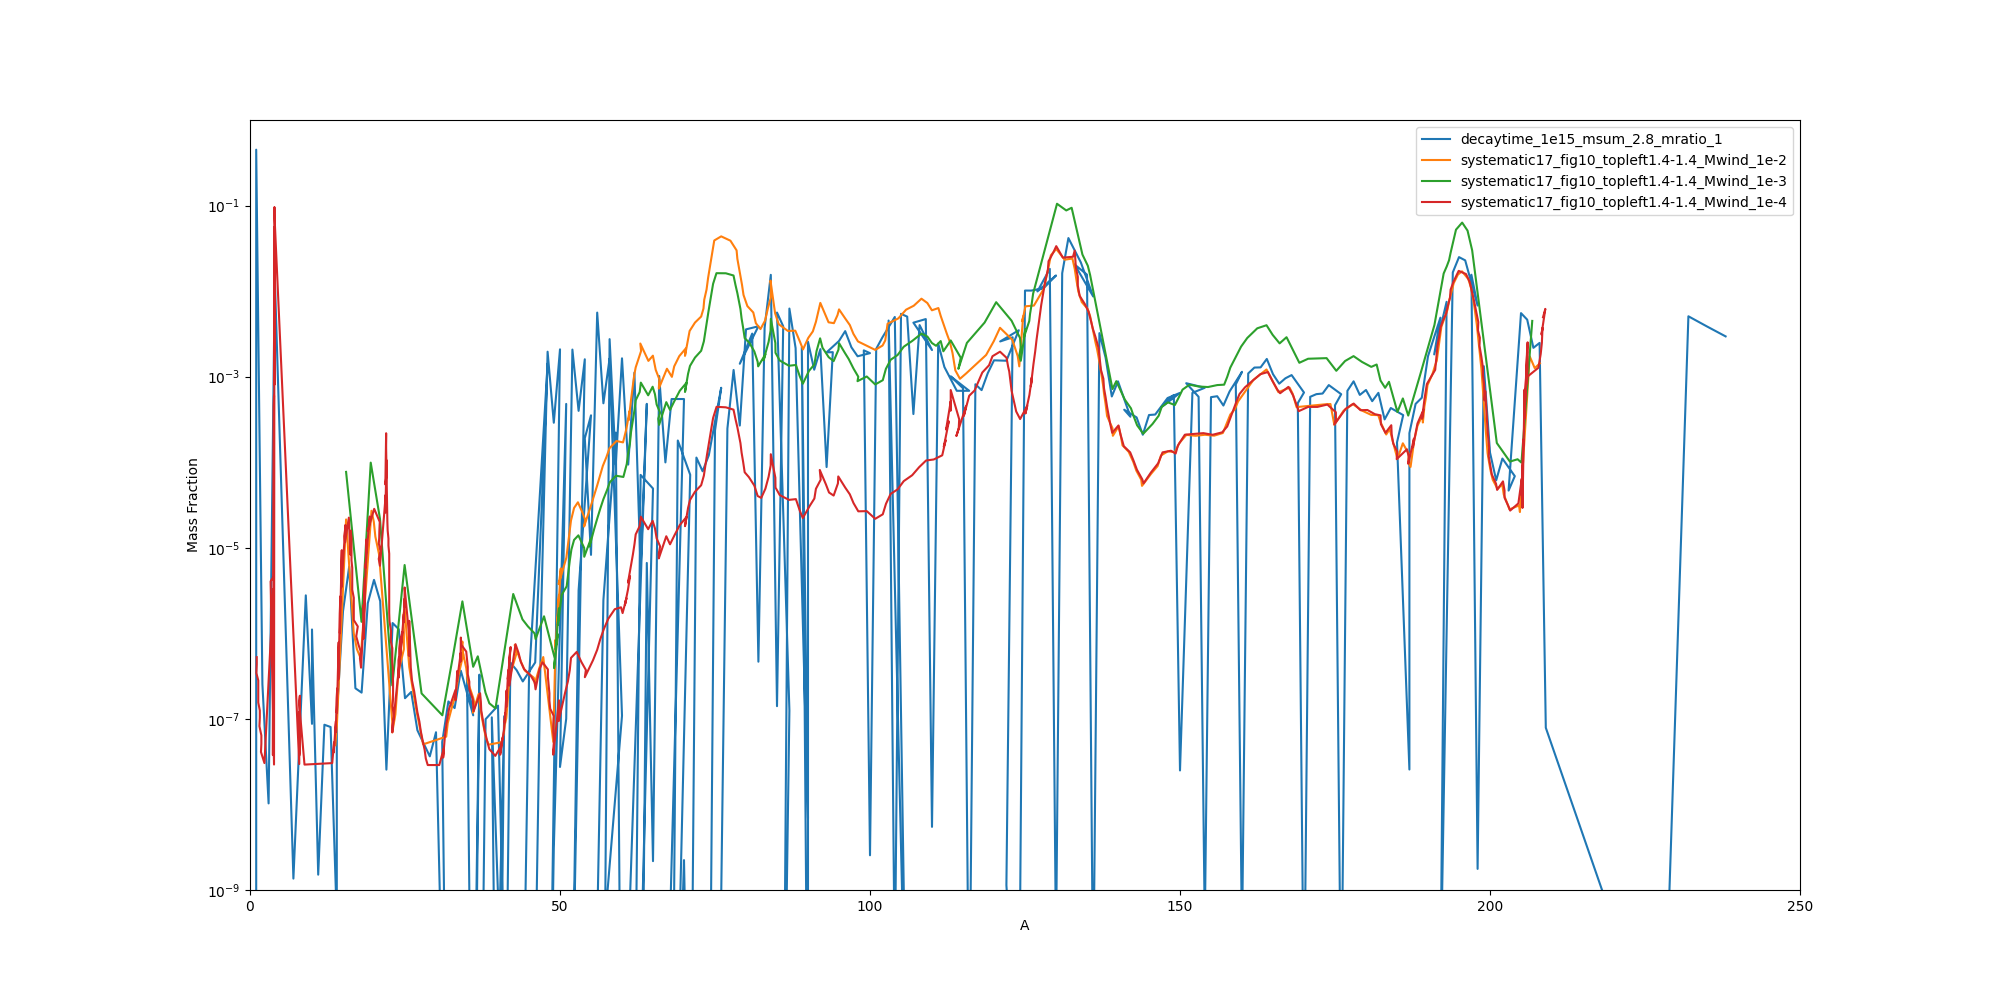 decaytime_1e15_msum_2.8_mratio_1
systematic17_fig10_topleft1.4-1.4_Mwind_1e-2
systematic17_fig10_topleft1.4-1.4_Mwind_1e-3
systematic17_fig10_topleft1.4-1.4_Mwind_1e-4
10⁻¹
10⁻³
10⁻⁵
10⁻⁷
10⁻⁹
Mass Fraction
0 50 100 150 200 250
A